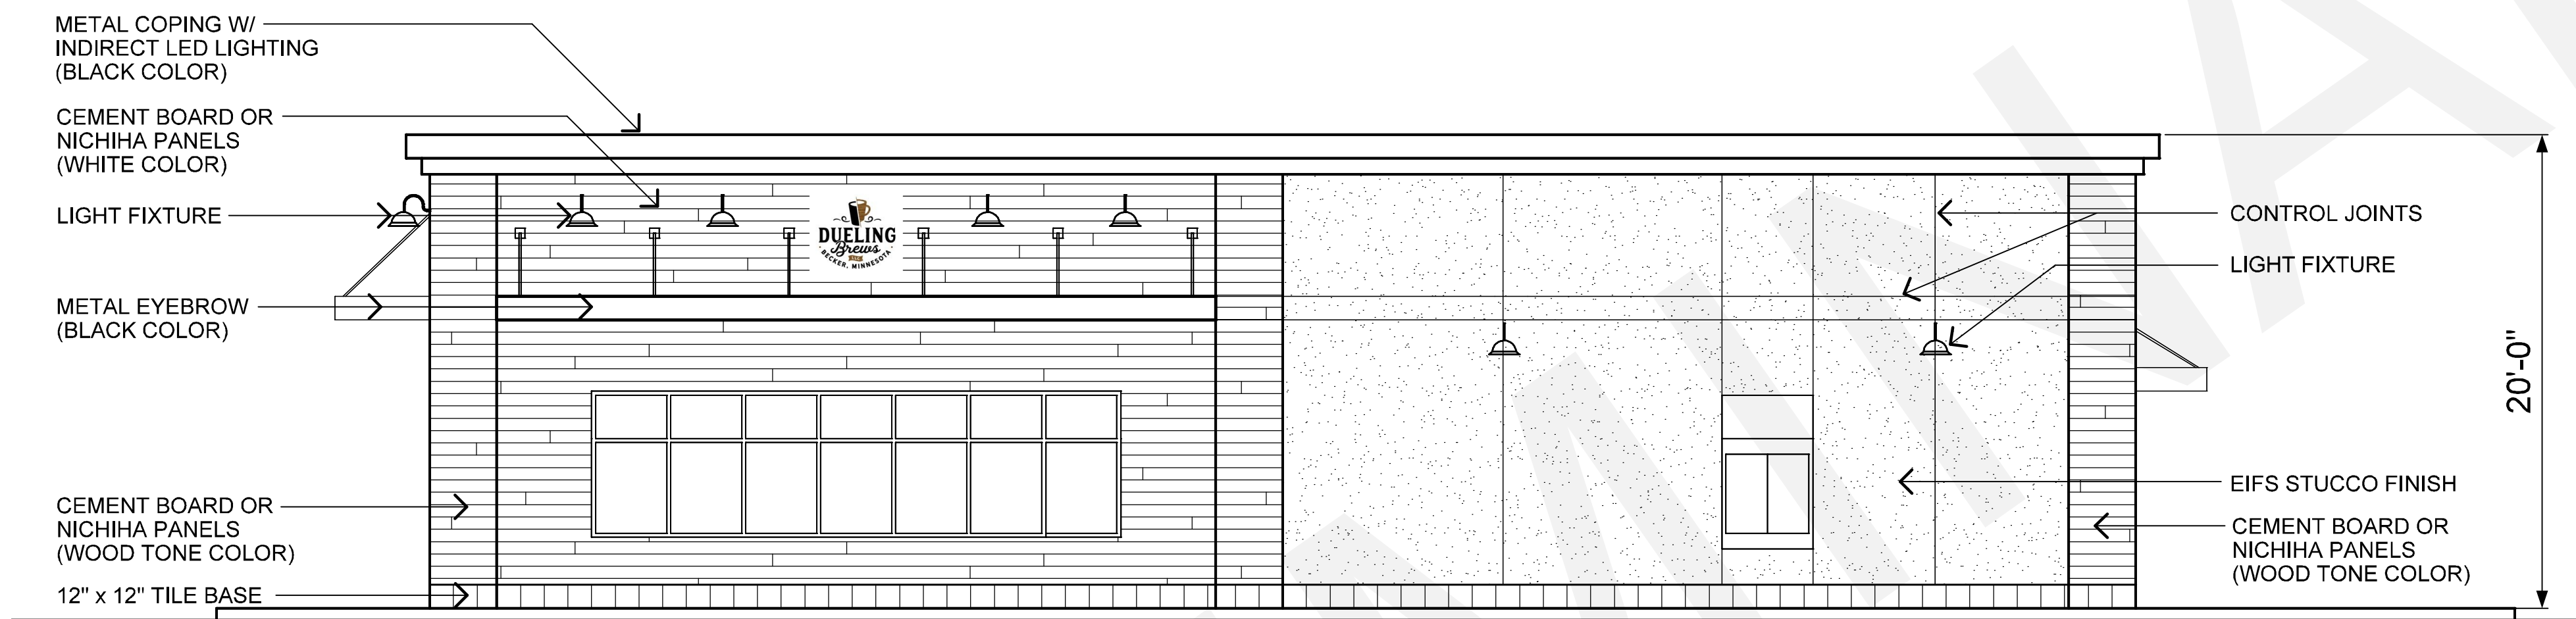 METAL COPING W/
INDIRECT LED LIGHTING
(BLACK COLOR)
CEMENT BOARD OR
NICHIHA PANELS
(WHITE COLOR)
LIGHT FIXTURE
METAL EYEBROW
(BLACK COLOR)
CEMENT BOARD OR
NICHIHA PANELS
(WOOD TONE COLOR)
12" x 12" TILE BASE
DUELING
Brews
BECKER, MINNESOTA
CONTROL JOINTS
LIGHT FIXTURE
20'-0"
EIFS STUCCO FINISH
CEMENT BOARD OR
NICHIHA PANELS
(WOOD TONE COLOR)